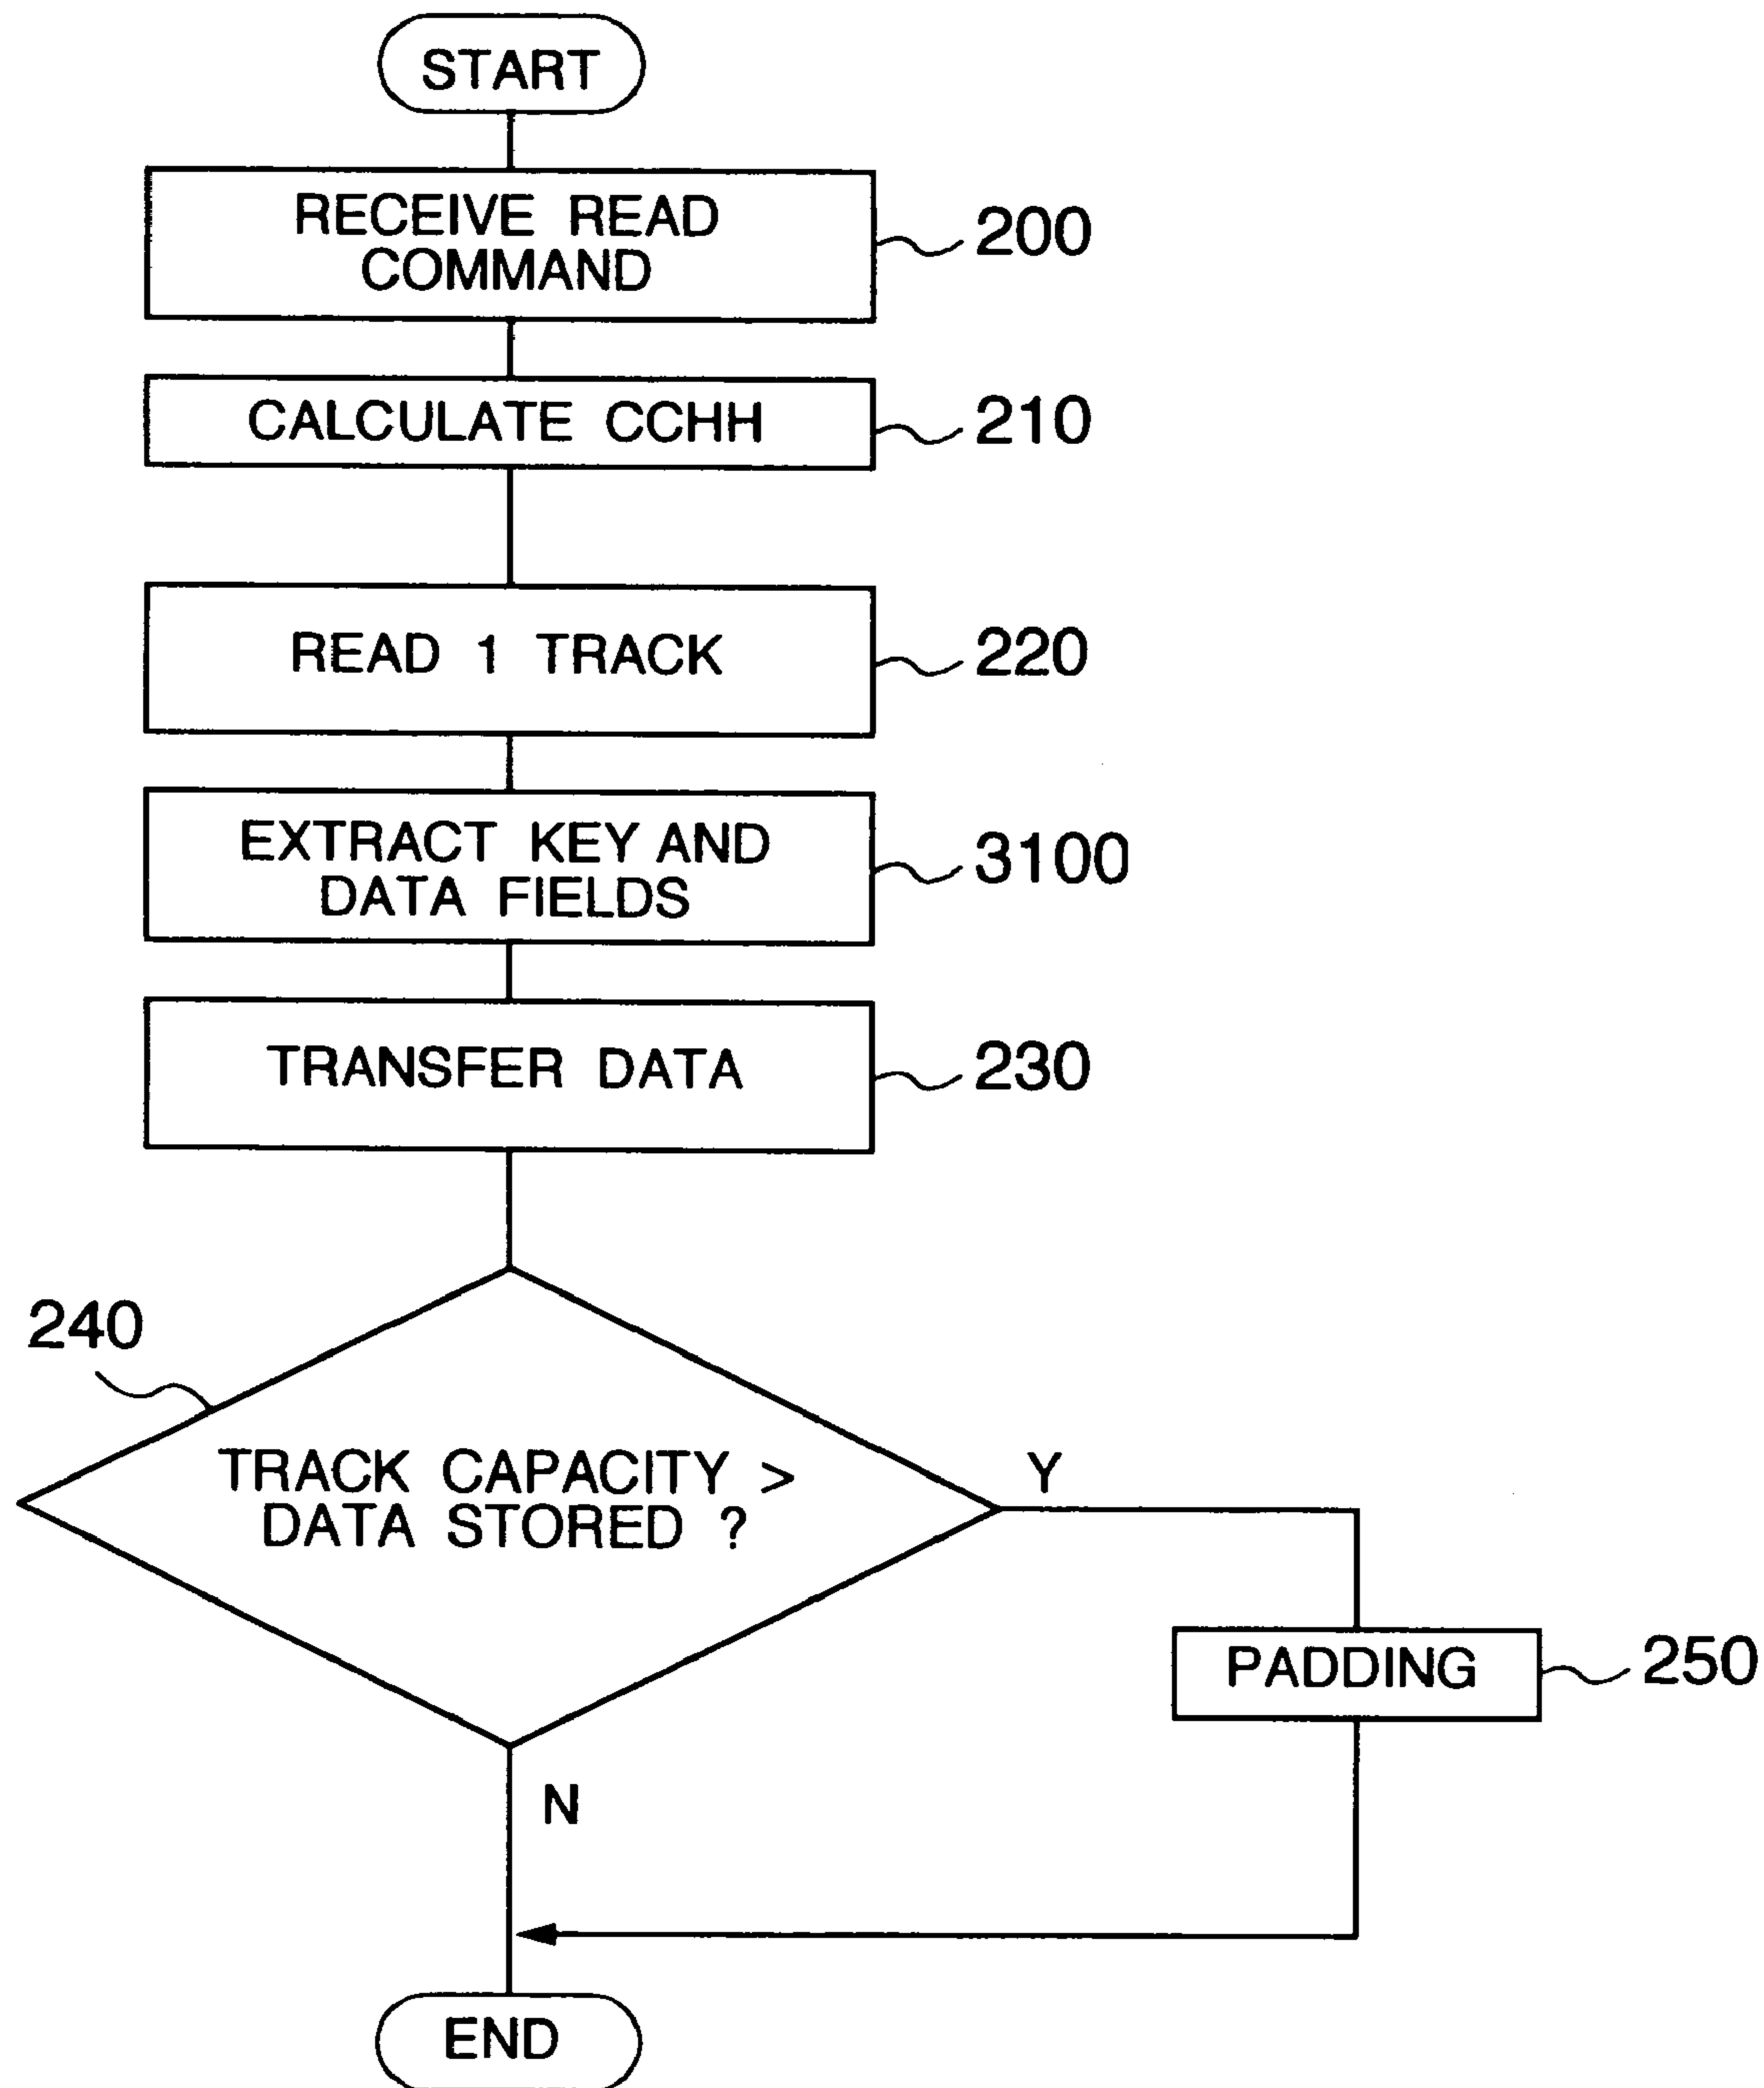 START
RECEIVE READ
COMMAND
200
CALCULATE CCHH
210
READ 1 TRACK
220
EXTRACT KEY AND
DATA FIELDS
3100
TRANSFER DATA
230
240
TRACK CAPACITY >
DATA STORED ?
Y
PADDING
250
N
END